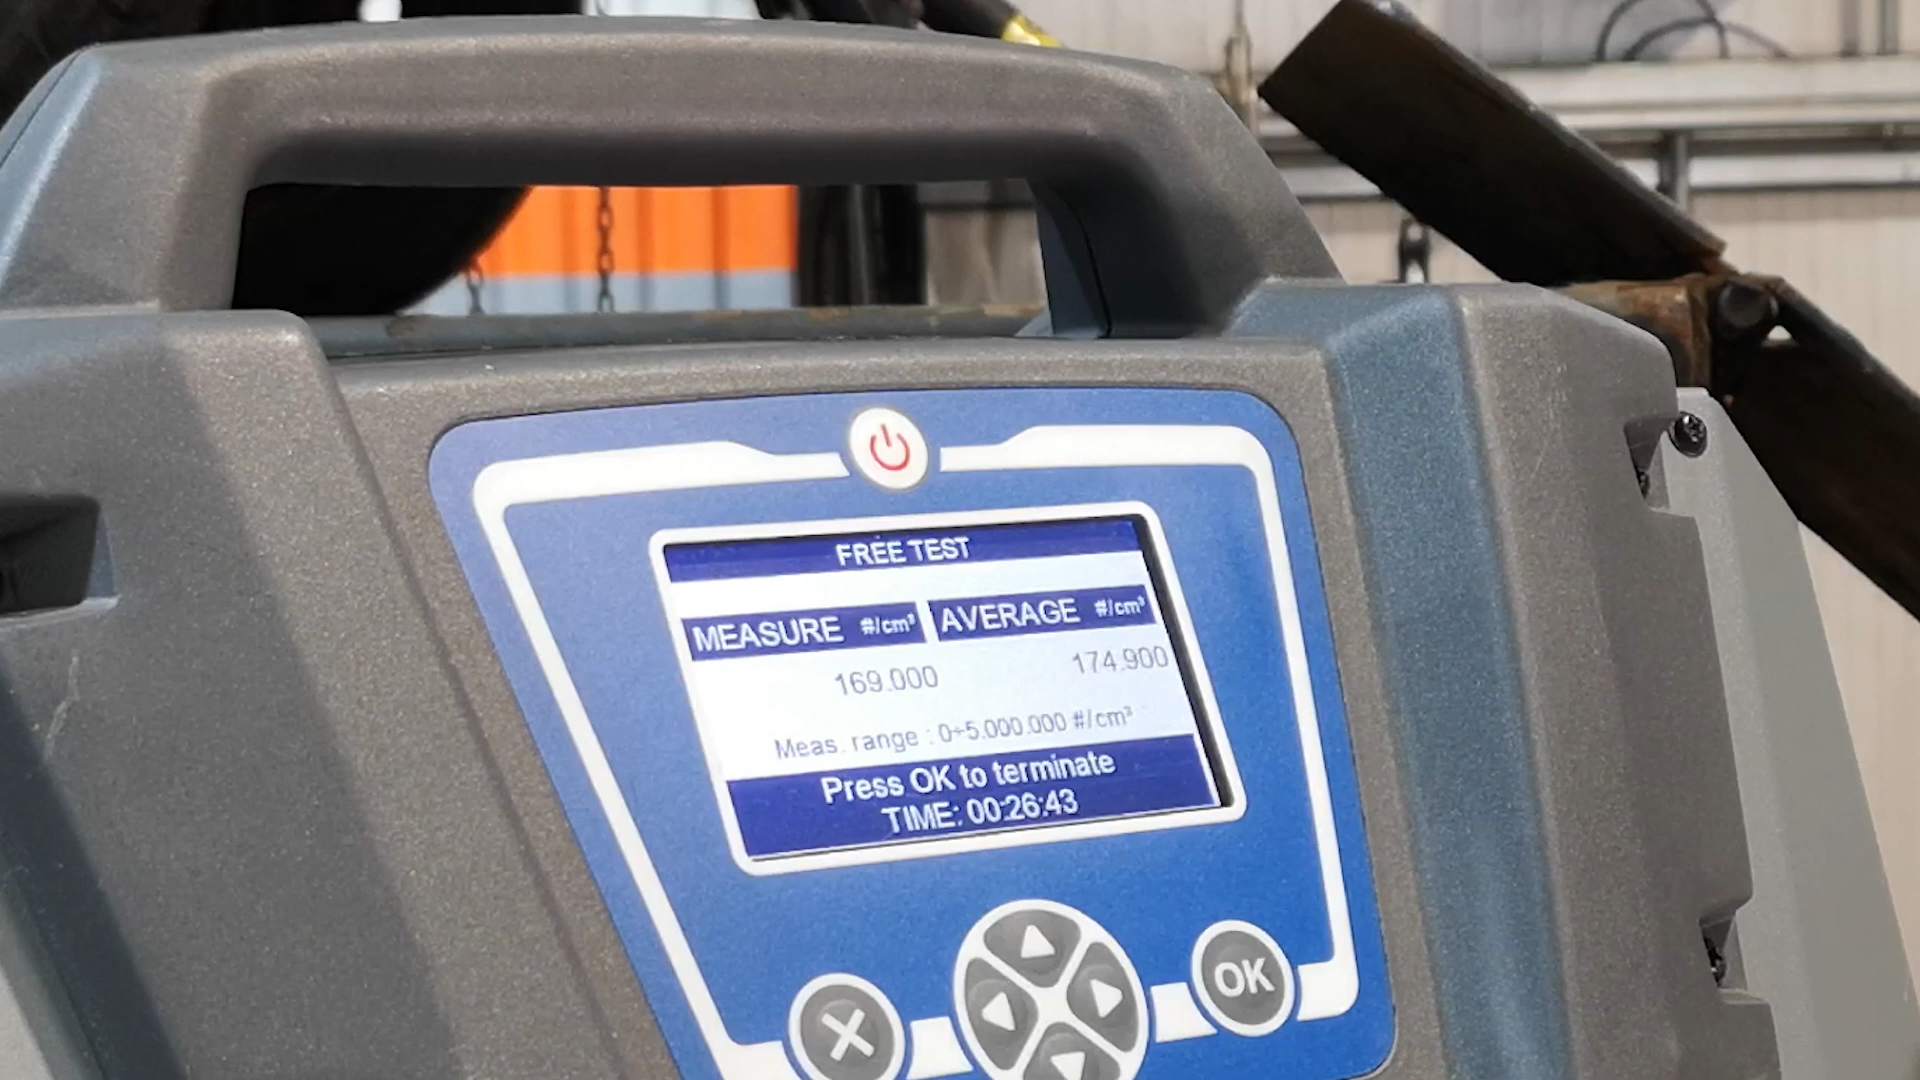 FREE TEST
MEASURE #/cm³ AVERAGE #/cm³
169.000 174.900
Meas. range : 0÷5.000.000 #/cm³
Press OK to terminate
TIME: 00:26:43
OK